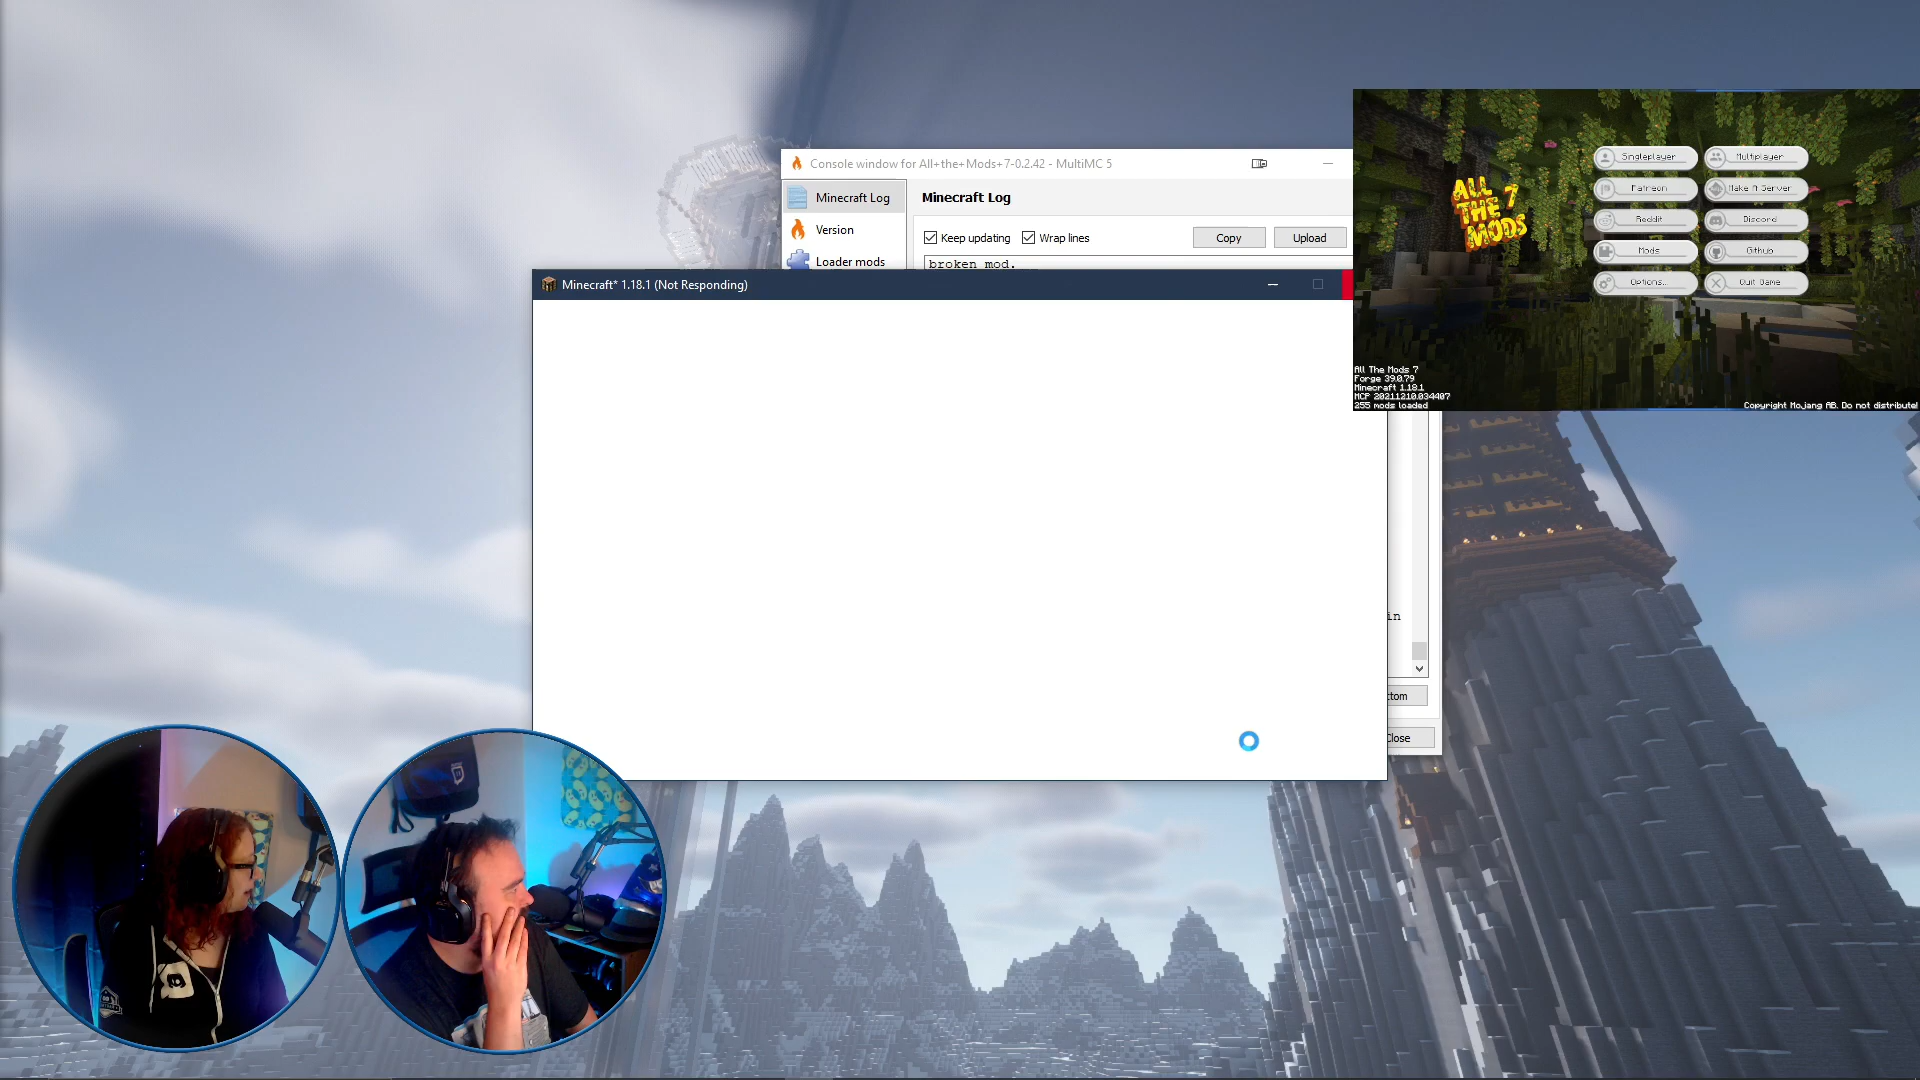 Console window for All+the+Mods+7-0.2.42 - MultiMC 5
Minecraft Log
Version
Loader mods
Minecraft Log
Keep updating
Wrap lines
Copy
Upload
broken mod.
Minecraft* 1.18.1 (Not Responding)
in
ttom
Close
ALL
THE 7
MODS
Singleplayer
Multiplayer
Patreon
Make A Server
Reddit
Discord
Mods
Github
Options...
Quit Game
All The Mods 7
Forge 39.0.79
Minecraft 1.18.1
MCP 20211210.034407
255 mods loaded
Copyright Mojang AB. Do not distribute!